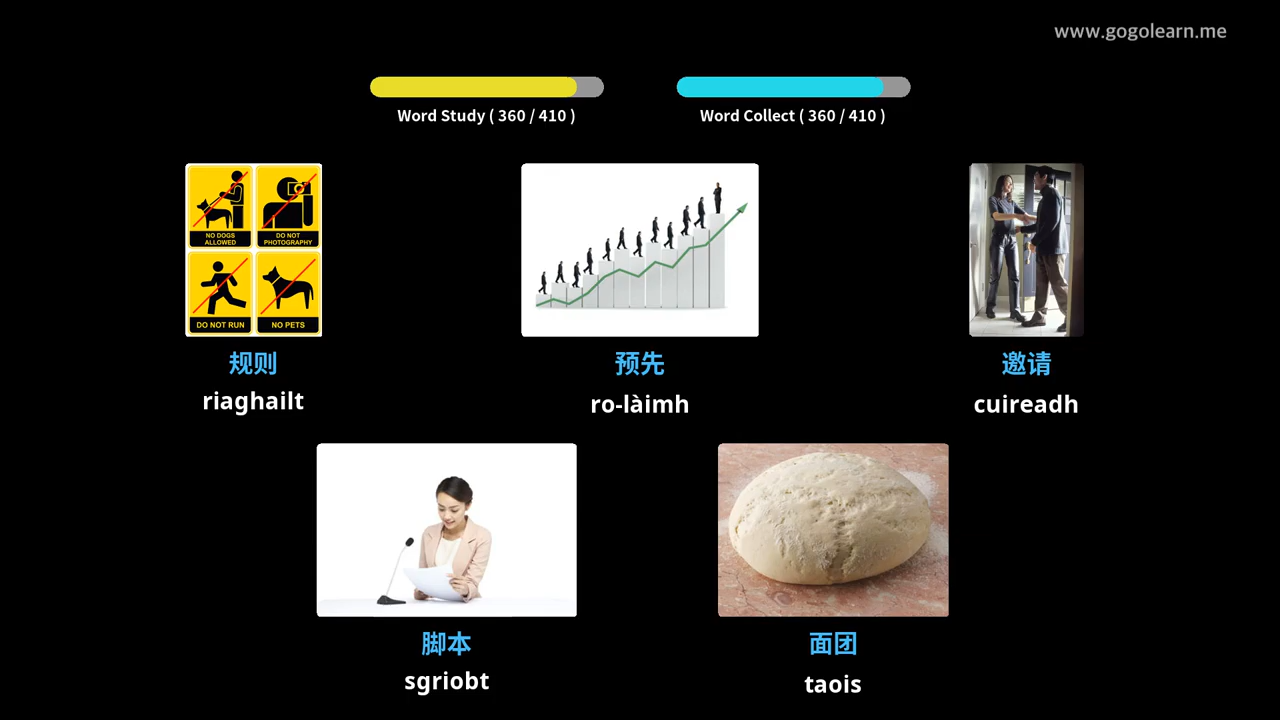 www.gogolearn.me
Word Study ( 360 / 410 )
Word Collect ( 360 / 410 )
NO DOGS
ALLOWED
DO NOT
PHOTOGRAPHY
DO NOT RUN
NO PETS
规则
riaghailt
预先
ro-làimh
邀请
cuireadh
脚本
sgriobt
面团
taois